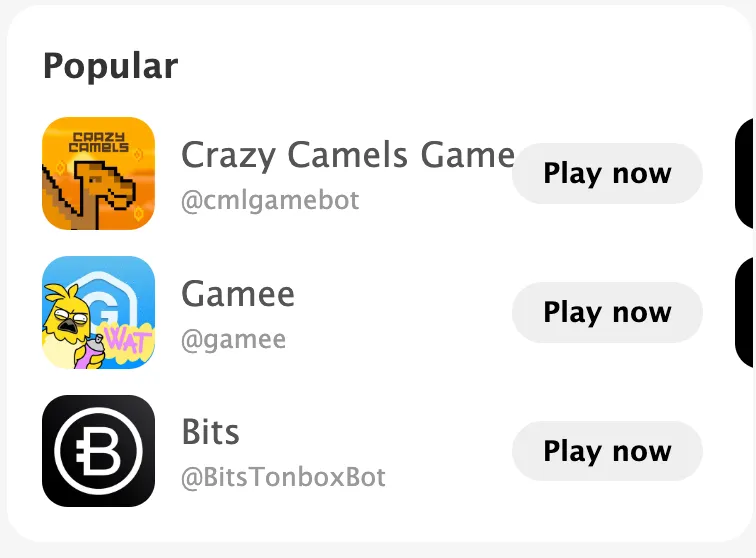 Popular
CRAZY
CAMELS
Crazy Camels Game
Play now
@cmlgamebot
G
WAT
Gamee
Play now
@gamee
B
Bits
Play now
@BitsTonboxBot